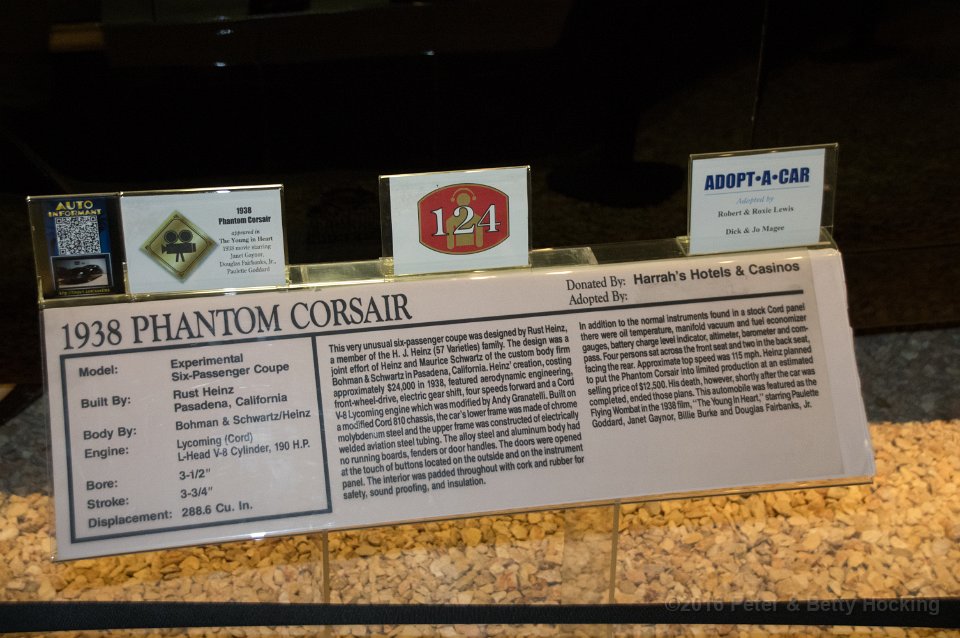 AUTO
INFORMANT
1938
Phantom Corsair
appeared in
The Young in Heart
1938 movie starring
Janet Gaynor,
Douglas Fairbanks, Jr.,
Paulette Goddard
124
ADOPT•A•CAR
Adopted by
Robert & Roxie Lewis
Dick & Jo Magee
1938 PHANTOM CORSAIR
Donated By: Harrah's Hotels & Casinos
Adopted By:
Model: Experimental
Six-Passenger Coupe
Built By: Rust Heinz
Pasadena, California
Body By: Bohman & Schwartz/Heinz
Engine: Lycoming (Cord)
L-Head V-8 Cylinder, 190 H.P.
Bore: 3-1/2"
Stroke: 3-3/4"
Displacement: 288.6 Cu. In.
This very unusual six-passenger coupe was designed by Rust Heinz,
a member of the H. J. Heinz (57 Varieties) family. The design was a
joint effort of Heinz and Maurice Schwartz of the custom body firm
Bohman & Schwartz in Pasadena, California. Heinz' creation, costing
approximately $24,000 in 1938, featured aerodynamic engineering,
front-wheel-drive, electric gear shift, four speeds forward and a Cord
V-8 Lycoming engine which was modified by Andy Granatelli. Built on
a modified Cord 810 chassis, the car's lower frame was made of chrome
molybdenum steel and the upper frame was constructed of electrically
welded aviation steel tubing. The alloy steel and aluminum body had
no running boards, fenders or door handles. The doors were opened
at the touch of buttons located on the outside and on the instrument
panel. The interior was padded throughout with cork and rubber for
safety, sound proofing, and insulation.
In addition to the normal instruments found in a stock Cord panel
there were oil temperature, manifold vacuum and fuel economizer
gauges, battery charge level indicator, altimeter, barometer and com-
pass. Four persons sat across the front seat and two in the back seat,
facing the rear. Approximate top speed was 115 mph. Heinz planned
to put the Phantom Corsair into limited production at an estimated
selling price of $12,500. His death, however, shortly after the car was
completed, ended those plans. This automobile was featured as the
Flying Wombat in the 1938 film, "The Young in Heart," starring Paulette
Goddard, Janet Gaynor, Billie Burke and Douglas Fairbanks, Jr.
©2016 Peter & Betty Hocking